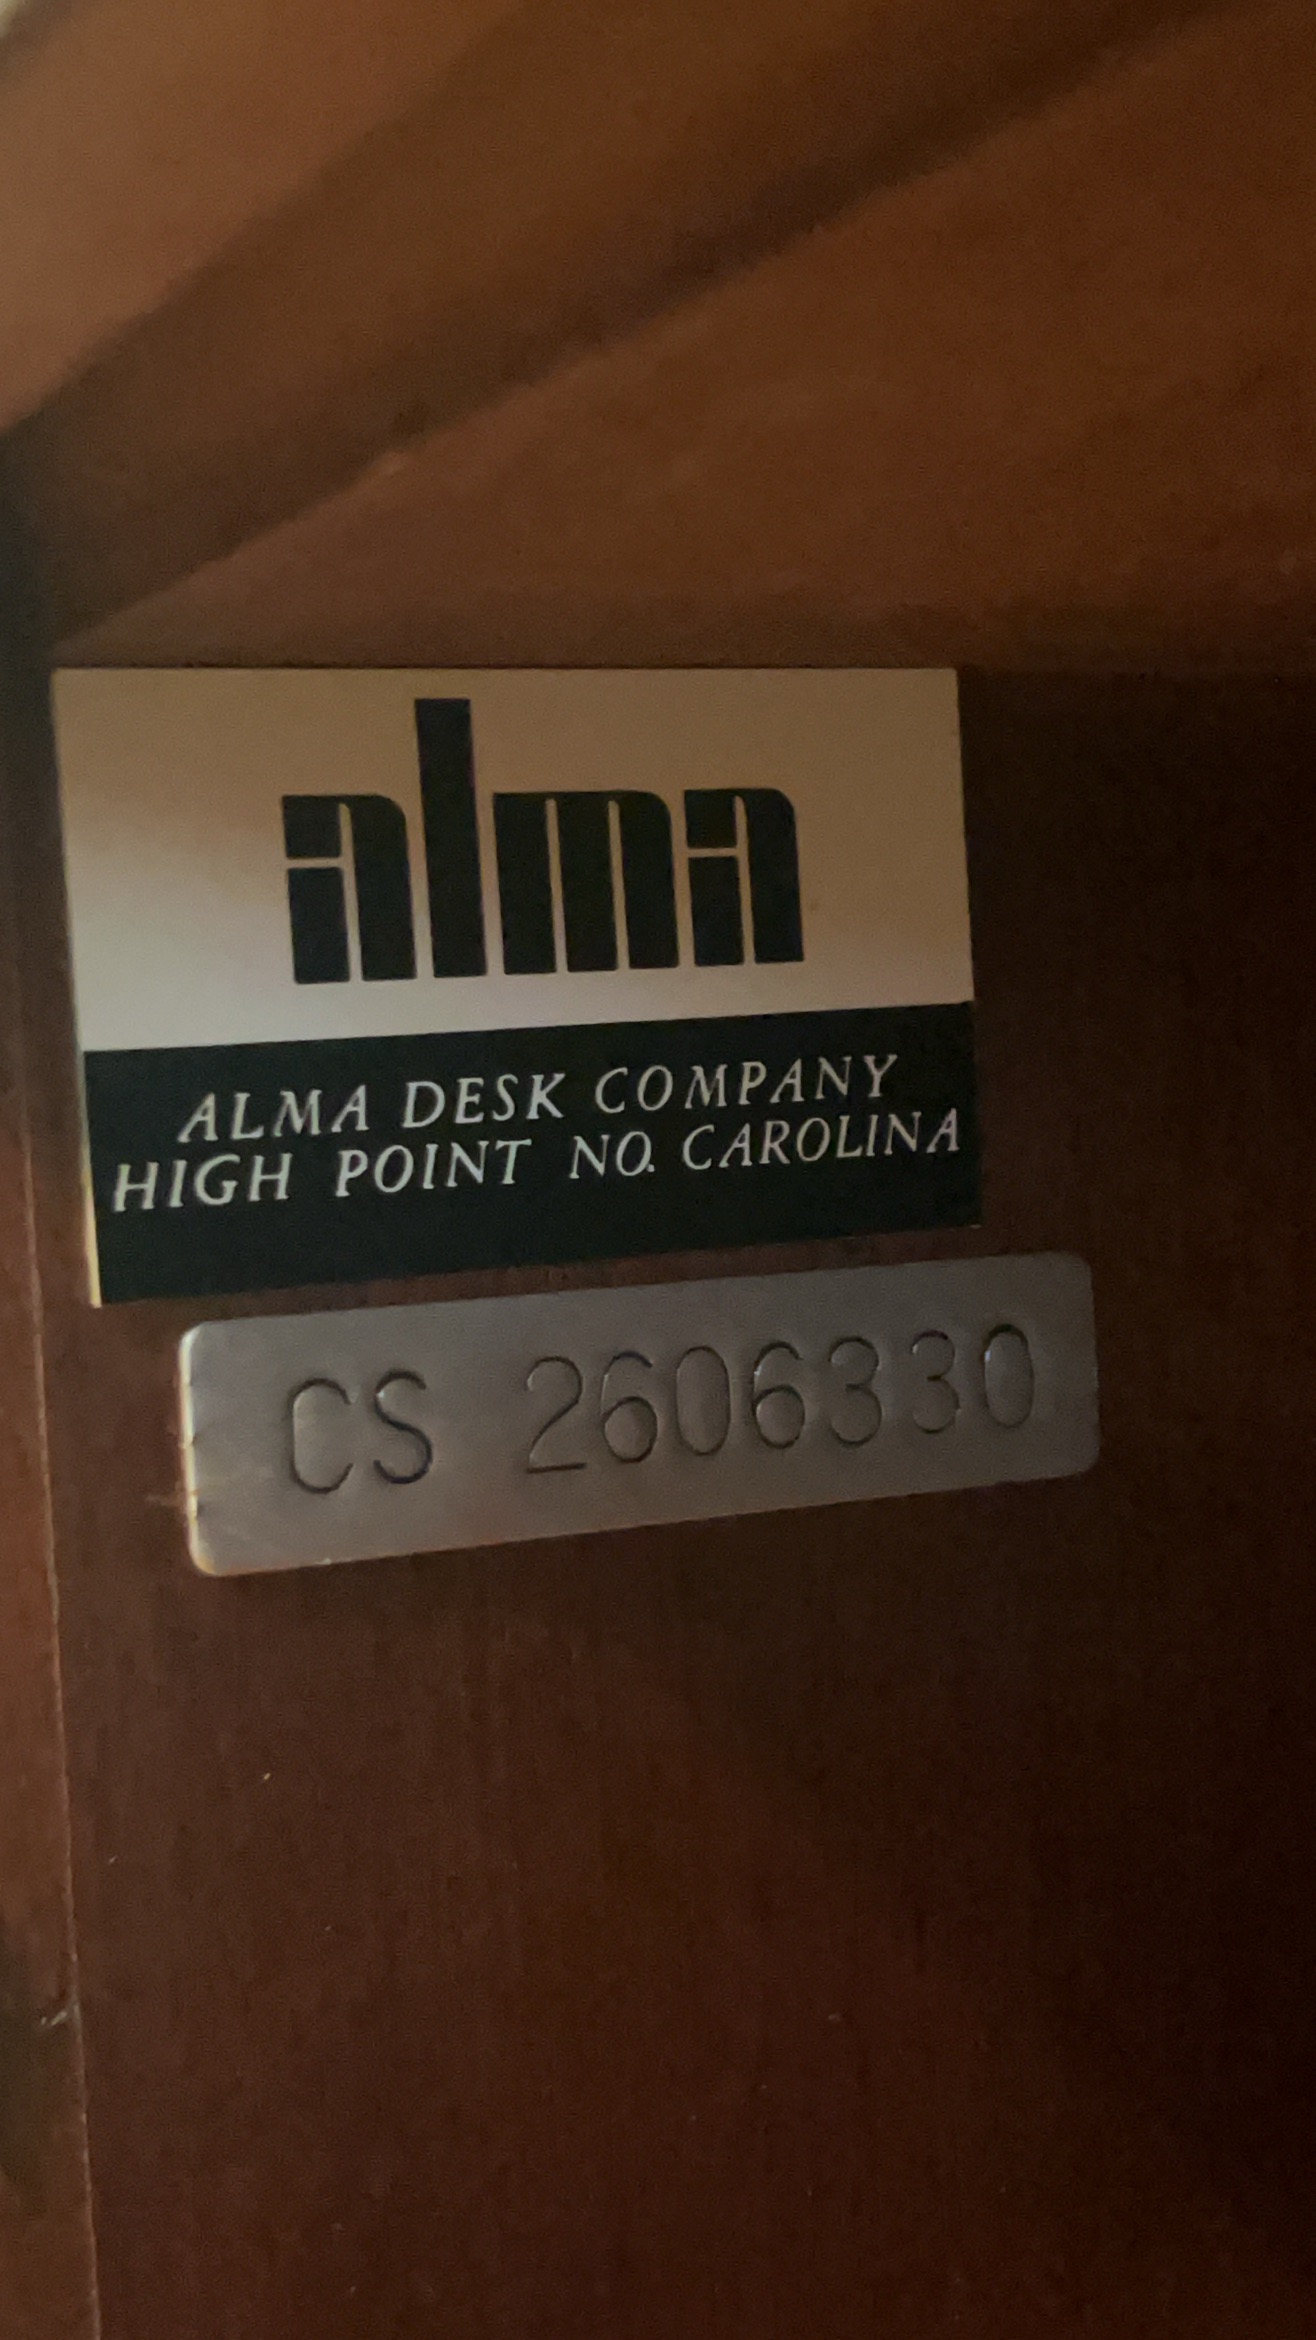 alma
ALMA DESK COMPANY
HIGH POINT NO. CAROLINA
CS 2606330